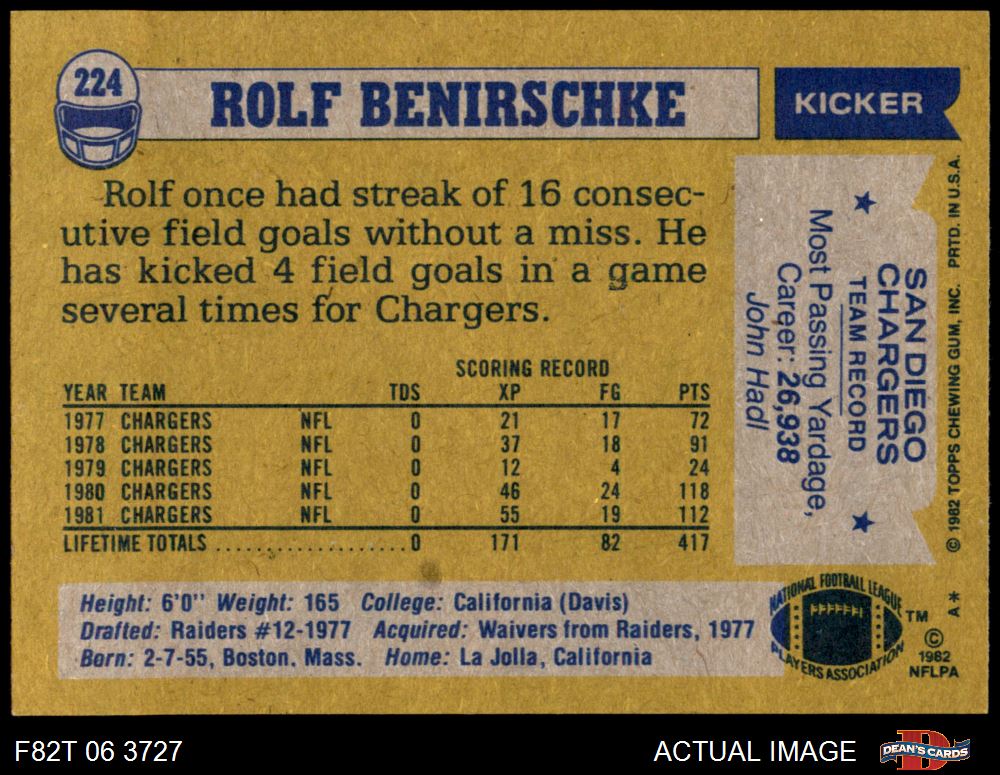 224
ROLF BENIRSCHKE
KICKER
Rolf once had streak of 16 consec-
utive field goals without a miss. He
has kicked 4 field goals in a game
several times for Chargers.
SCORING RECORD
YEAR TEAM TDS XP FG PTS
1977 CHARGERS NFL 0 21 17 72
1978 CHARGERS NFL 0 37 18 91
1979 CHARGERS NFL 0 12 4 24
1980 CHARGERS NFL 0 46 24 118
1981 CHARGERS NFL 0 55 19 112
LIFETIME TOTALS ....................0 171 82 417
Height: 6'0" Weight: 165 College: California (Davis)
Drafted: Raiders #12-1977 Acquired: Waivers from Raiders, 1977
Born: 2-7-55, Boston, Mass. Home: La Jolla, California
SAN DIEGO
CHARGERS
TEAM RECORD
Most Passing Yardage,
Career: 26,938
John Hadl
© 1982 TOPPS CHEWING GUM, INC. PRTD. IN U.S.A.
A*
NATIONAL FOOTBALL LEAGUE
PLAYERS ASSOCIATION
TM
©
1982
NFLPA
F82T 06 3727
ACTUAL IMAGE
DEAN'S CARDS